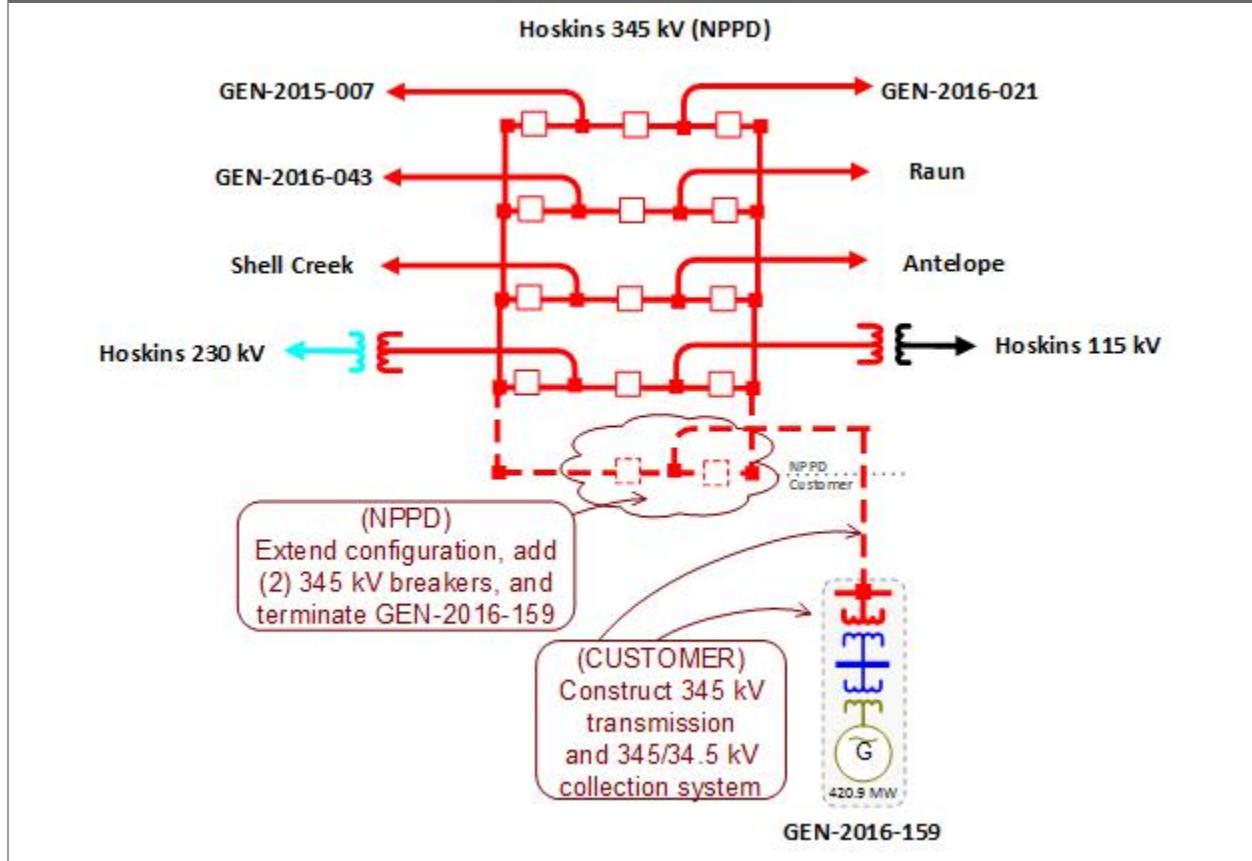 Hoskins 345 kV (NPPD)
GEN-2015-007
GEN-2016-021
GEN-2016-043
Raun
Shell Creek
Antelope
Hoskins 230 kV
Hoskins 115 kV
NPPD
Customer
(NPPD)
Extend configuration, add
(2) 345 kV breakers, and
terminate GEN-2016-159
(CUSTOMER)
Construct 345 kV
transmission
and 345/34.5 kV
collection system
G
420.9 MW
GEN-2016-159